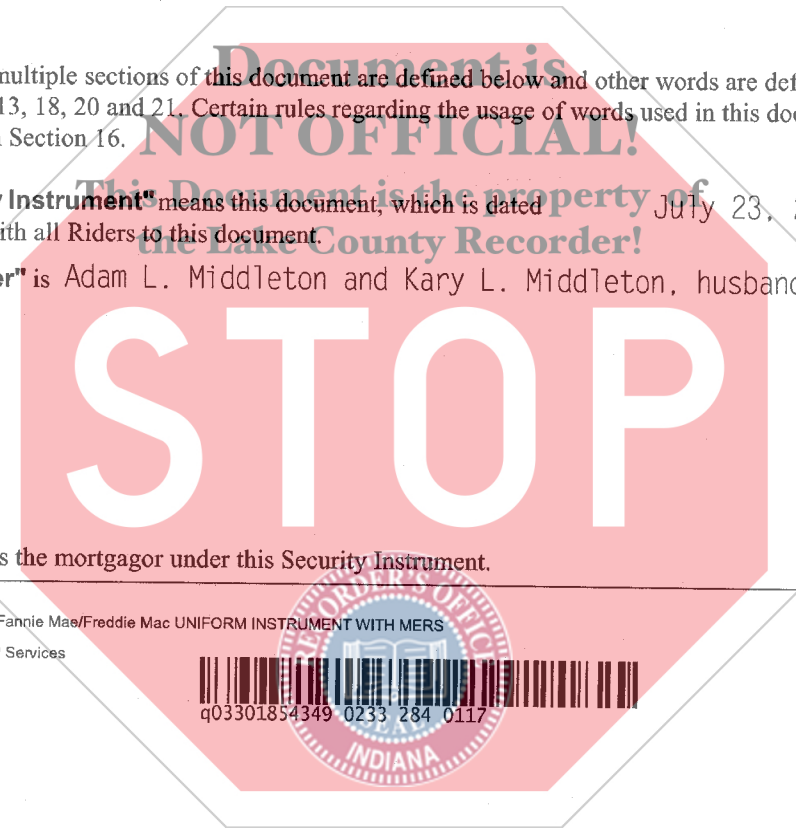 Document is
multiple sections of this document are defined below and other words are def
13, 18, 20 and 21. Certain rules regarding the usage of words used in this doc
NOT OFFICIAL!
Section 16.
This Document is the property of
Instrument" means this document, which is dated July 23,
ith all Riders to this document.
the Lake County Recorder!
er" is Adam L. Middleton and Kary L. Middleton, husband
STOP
s the mortgagor under this Security Instrument.
Fannie Mae/Freddie Mac UNIFORM INSTRUMENT WITH MERS
Services
RECORDER'S OFFICE
q03301854349 0233 284 0117
SEAL
INDIANA